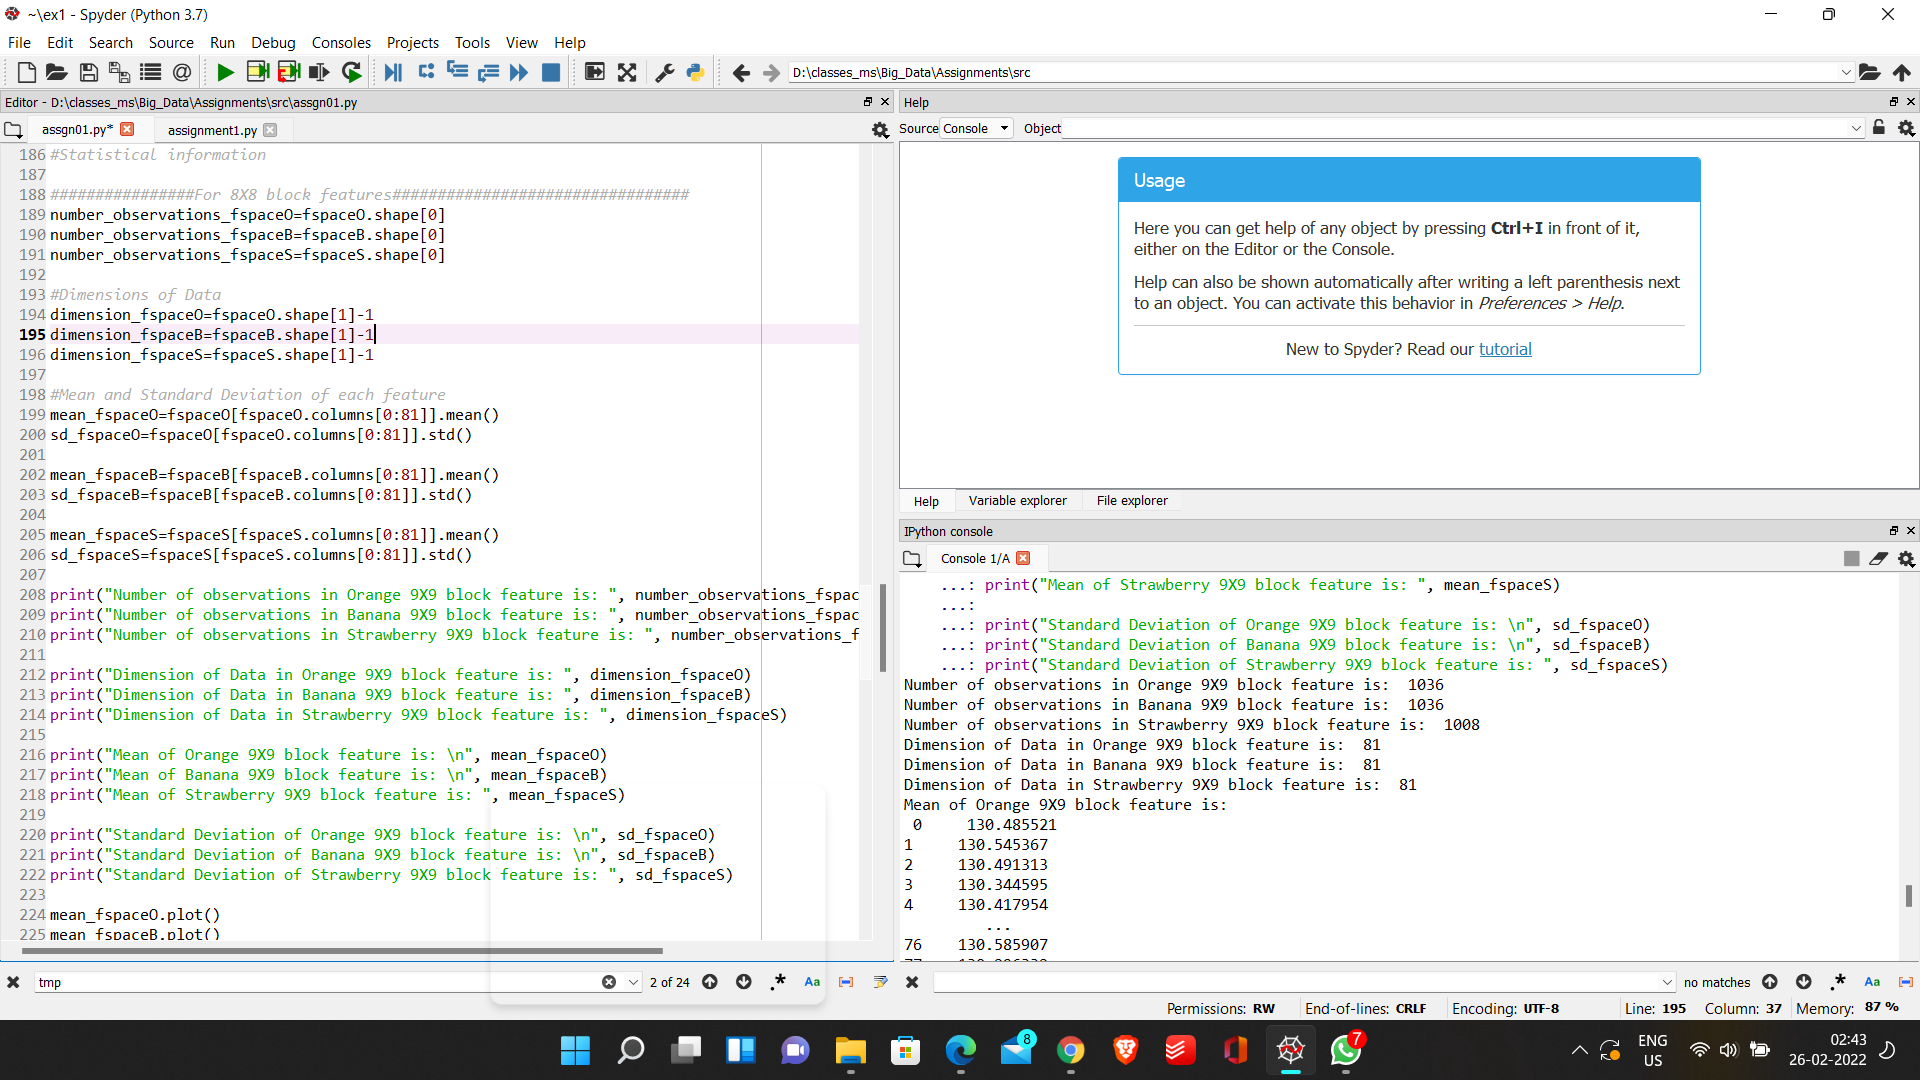 ~\ex1 - Spyder (Python 3.7)
File Edit Search Source Run Debug Consoles Projects Tools View Help
D:\classes_ms\Big_Data\Assignments\src
Editor - D:\classes_ms\Big_Data\Assignments\src\assgn01.py
assgn01.py*
assignment1.py
186 #Statistical information
187
188 ################For 8X8 block features#################################
189 number_observations_fspaceO=fspaceO.shape[0]
190 number_observations_fspaceB=fspaceB.shape[0]
191 number_observations_fspaceS=fspaceS.shape[0]
192
193 #Dimensions of Data
194 dimension_fspaceO=fspaceO.shape[1]-1
195 dimension_fspaceB=fspaceB.shape[1]-1
196 dimension_fspaceS=fspaceS.shape[1]-1
197
198 #Mean and Standard Deviation of each feature
199 mean_fspaceO=fspaceO[fspaceO.columns[0:81]].mean()
200 sd_fspaceO=fspaceO[fspaceO.columns[0:81]].std()
201
202 mean_fspaceB=fspaceB[fspaceB.columns[0:81]].mean()
203 sd_fspaceB=fspaceB[fspaceB.columns[0:81]].std()
204
205 mean_fspaceS=fspaceS[fspaceS.columns[0:81]].mean()
206 sd_fspaceS=fspaceS[fspaceS.columns[0:81]].std()
207
208 print("Number of observations in Orange 9X9 block feature is: ", number_observations_fspac
209 print("Number of observations in Banana 9X9 block feature is: ", number_observations_fspac
210 print("Number of observations in Strawberry 9X9 block feature is: ", number_observations_f
211
212 print("Dimension of Data in Orange 9X9 block feature is: ", dimension_fspaceO)
213 print("Dimension of Data in Banana 9X9 block feature is: ", dimension_fspaceB)
214 print("Dimension of Data in Strawberry 9X9 block feature is: ", dimension_fspaceS)
215
216 print("Mean of Orange 9X9 block feature is: \n", mean_fspaceO)
217 print("Mean of Banana 9X9 block feature is: \n", mean_fspaceB)
218 print("Mean of Strawberry 9X9 block feature is: ", mean_fspaceS)
219
220 print("Standard Deviation of Orange 9X9 block feature is: \n", sd_fspaceO)
221 print("Standard Deviation of Banana 9X9 block feature is: \n", sd_fspaceB)
222 print("Standard Deviation of Strawberry 9X9 block feature is: ", sd_fspaceS)
223
224 mean_fspaceO.plot()
225 mean_fspaceB.plot()
tmp
2 of 24
.* Aa
Help
Source Console Object
Usage
Here you can get help of any object by pressing Ctrl+I in front of it,
either on the Editor or the Console.
Help can also be shown automatically after writing a left parenthesis next
to an object. You can activate this behavior in Preferences > Help.
New to Spyder? Read our tutorial
Help Variable explorer File explorer
IPython console
Console 1/A
...: print("Mean of Strawberry 9X9 block feature is: ", mean_fspaceS)
...:
...: print("Standard Deviation of Orange 9X9 block feature is: \n", sd_fspaceO)
...: print("Standard Deviation of Banana 9X9 block feature is: \n", sd_fspaceB)
...: print("Standard Deviation of Strawberry 9X9 block feature is: ", sd_fspaceS)
Number of observations in Orange 9X9 block feature is:  1036
Number of observations in Banana 9X9 block feature is:  1036
Number of observations in Strawberry 9X9 block feature is:  1008
Dimension of Data in Orange 9X9 block feature is:  81
Dimension of Data in Banana 9X9 block feature is:  81
Dimension of Data in Strawberry 9X9 block feature is:  81
Mean of Orange 9X9 block feature is:
0 130.485521
1 130.545367
2 130.491313
3 130.344595
4 130.417954
...
76 130.585907
no matches
.* Aa
Permissions: RW End-of-lines: CRLF Encoding: UTF-8 Line: 195 Column: 37 Memory: 87 %
8
7
ENG
US
02:43
26-02-2022